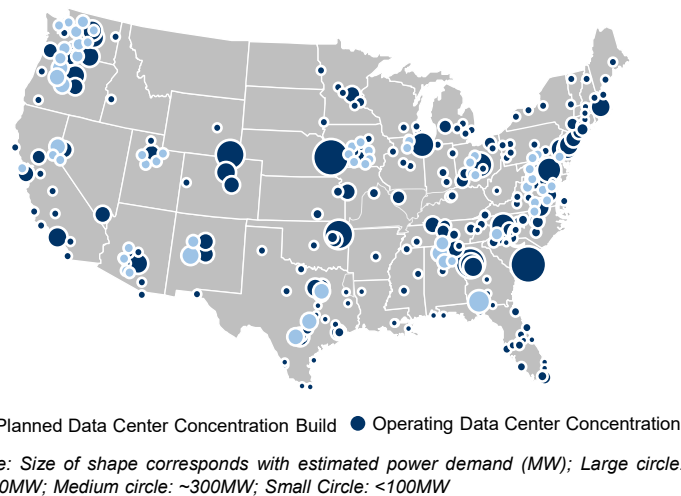 Planned Data Center Concentration Build Operating Data Center Concentration
Size of shape corresponds with estimated power demand (MW); Large circle:
Medium circle: ~300MW; Small Circle: <100MW